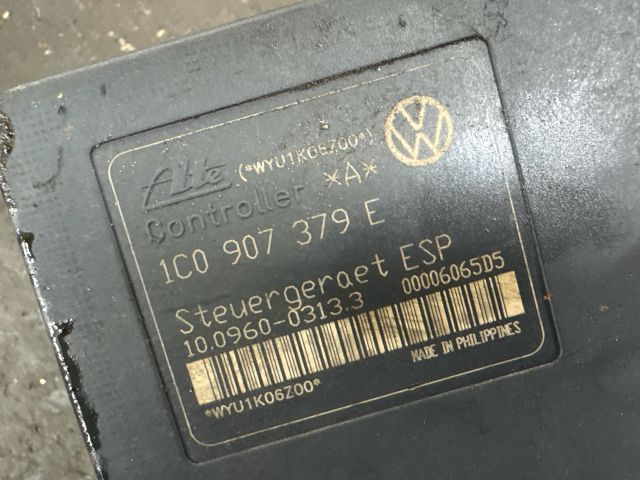 Ate (*WYU1K06Z00*)
Controller *A*
1C0 907 379 E
Steuergeraet ESP
10.0960-0313.3 00006065D5
*WYU1K06Z00*
MADE IN PHILIPPINES